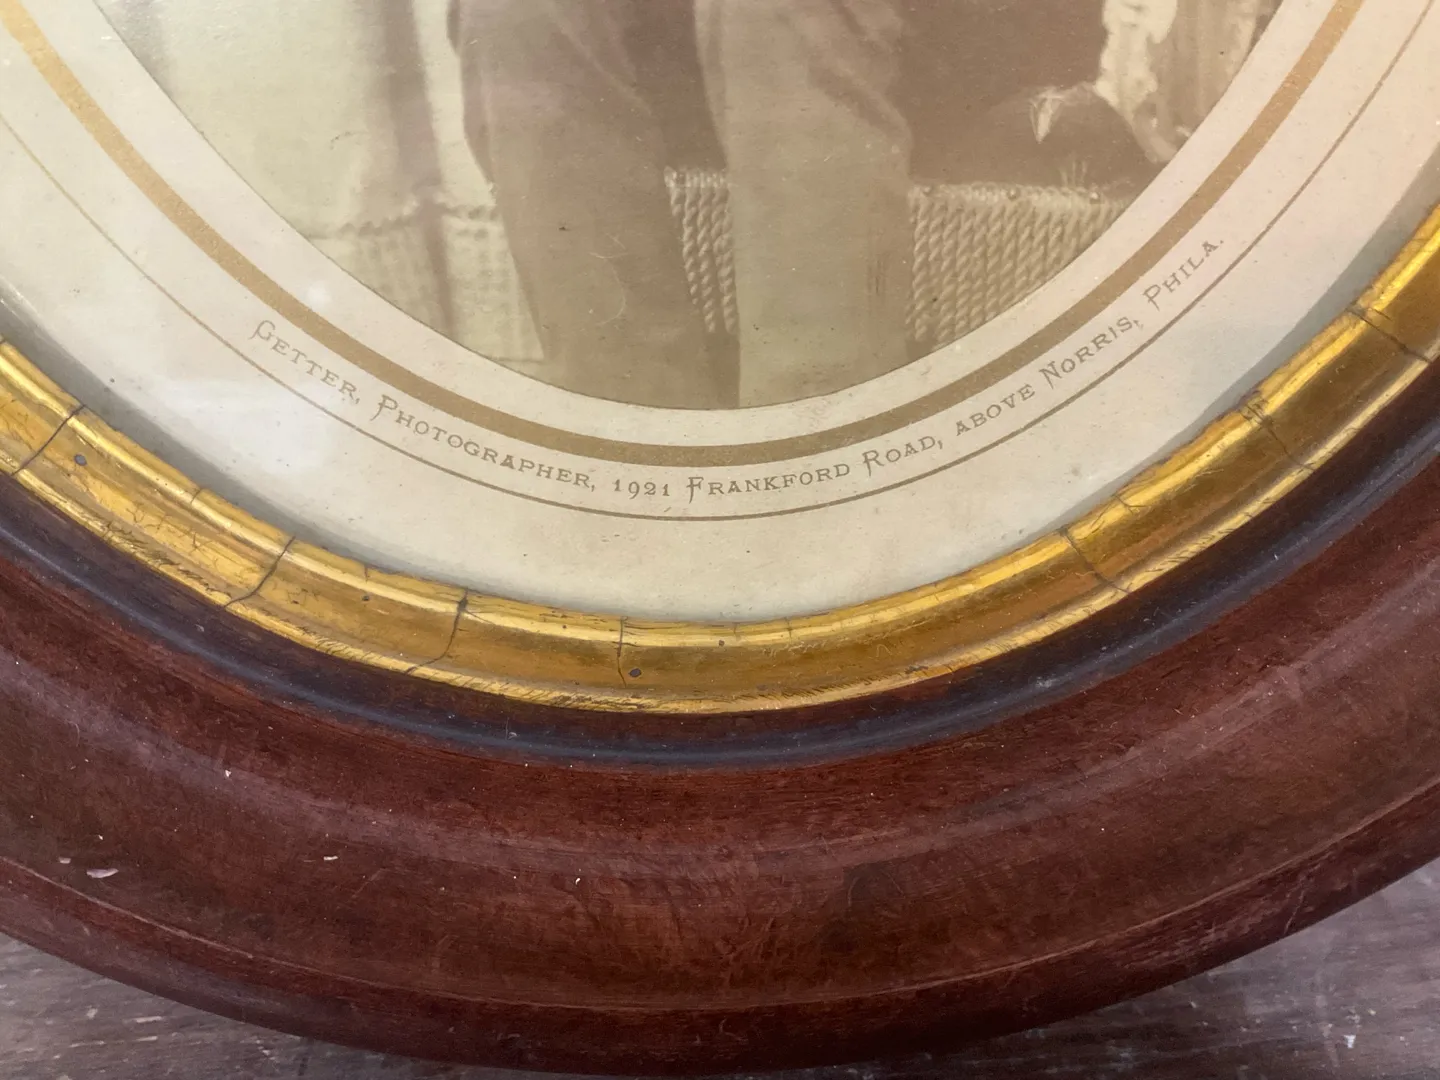 Getter, Photographer, 1921 Frankford Road, above Norris, Phila.